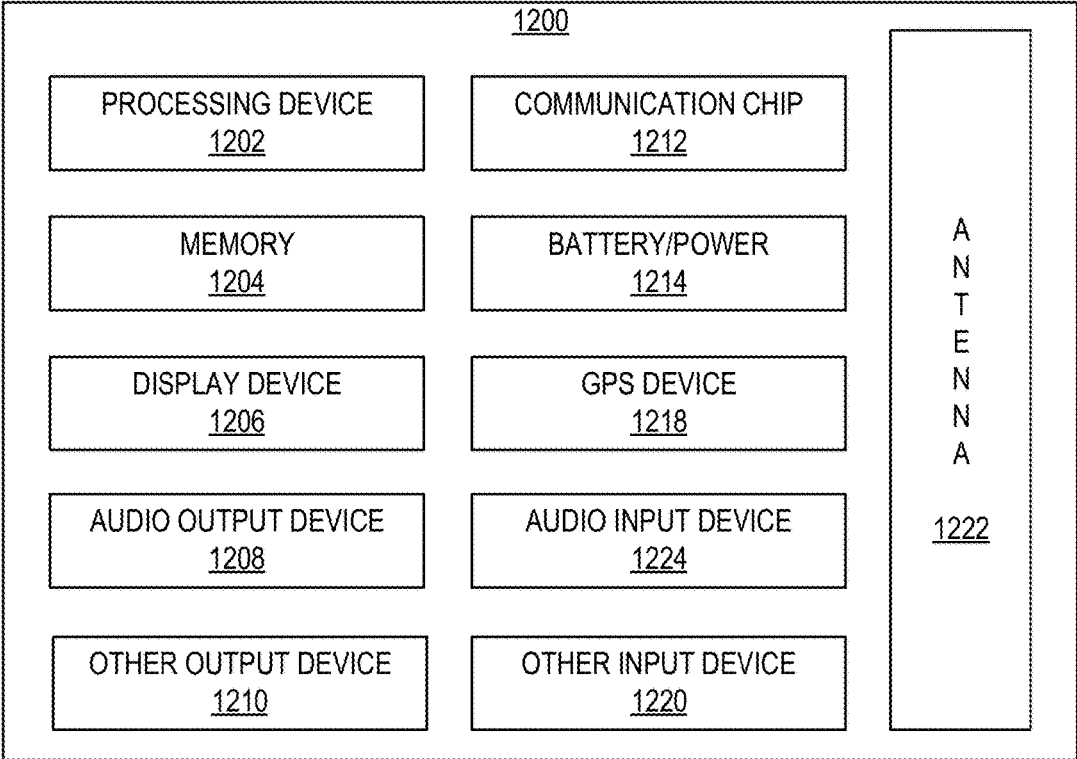 1200
PROCESSING DEVICE
1202
COMMUNICATION CHIP
1212
MEMORY
1204
BATTERY/POWER
1214
DISPLAY DEVICE
1206
GPS DEVICE
1218
AUDIO OUTPUT DEVICE
1208
AUDIO INPUT DEVICE
1224
OTHER OUTPUT DEVICE
1210
OTHER INPUT DEVICE
1220
A
N
T
E
N
N
A
1222